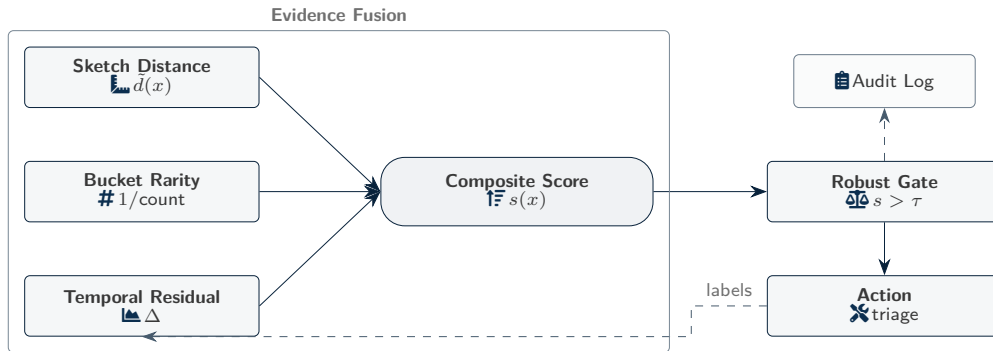 Evidence Fusion
Sketch Distance
d̃(x)
Bucket Rarity
1/count
Temporal Residual
Δ
Composite Score
s(x)
Audit Log
Robust Gate
s > τ
labels
Action
triage